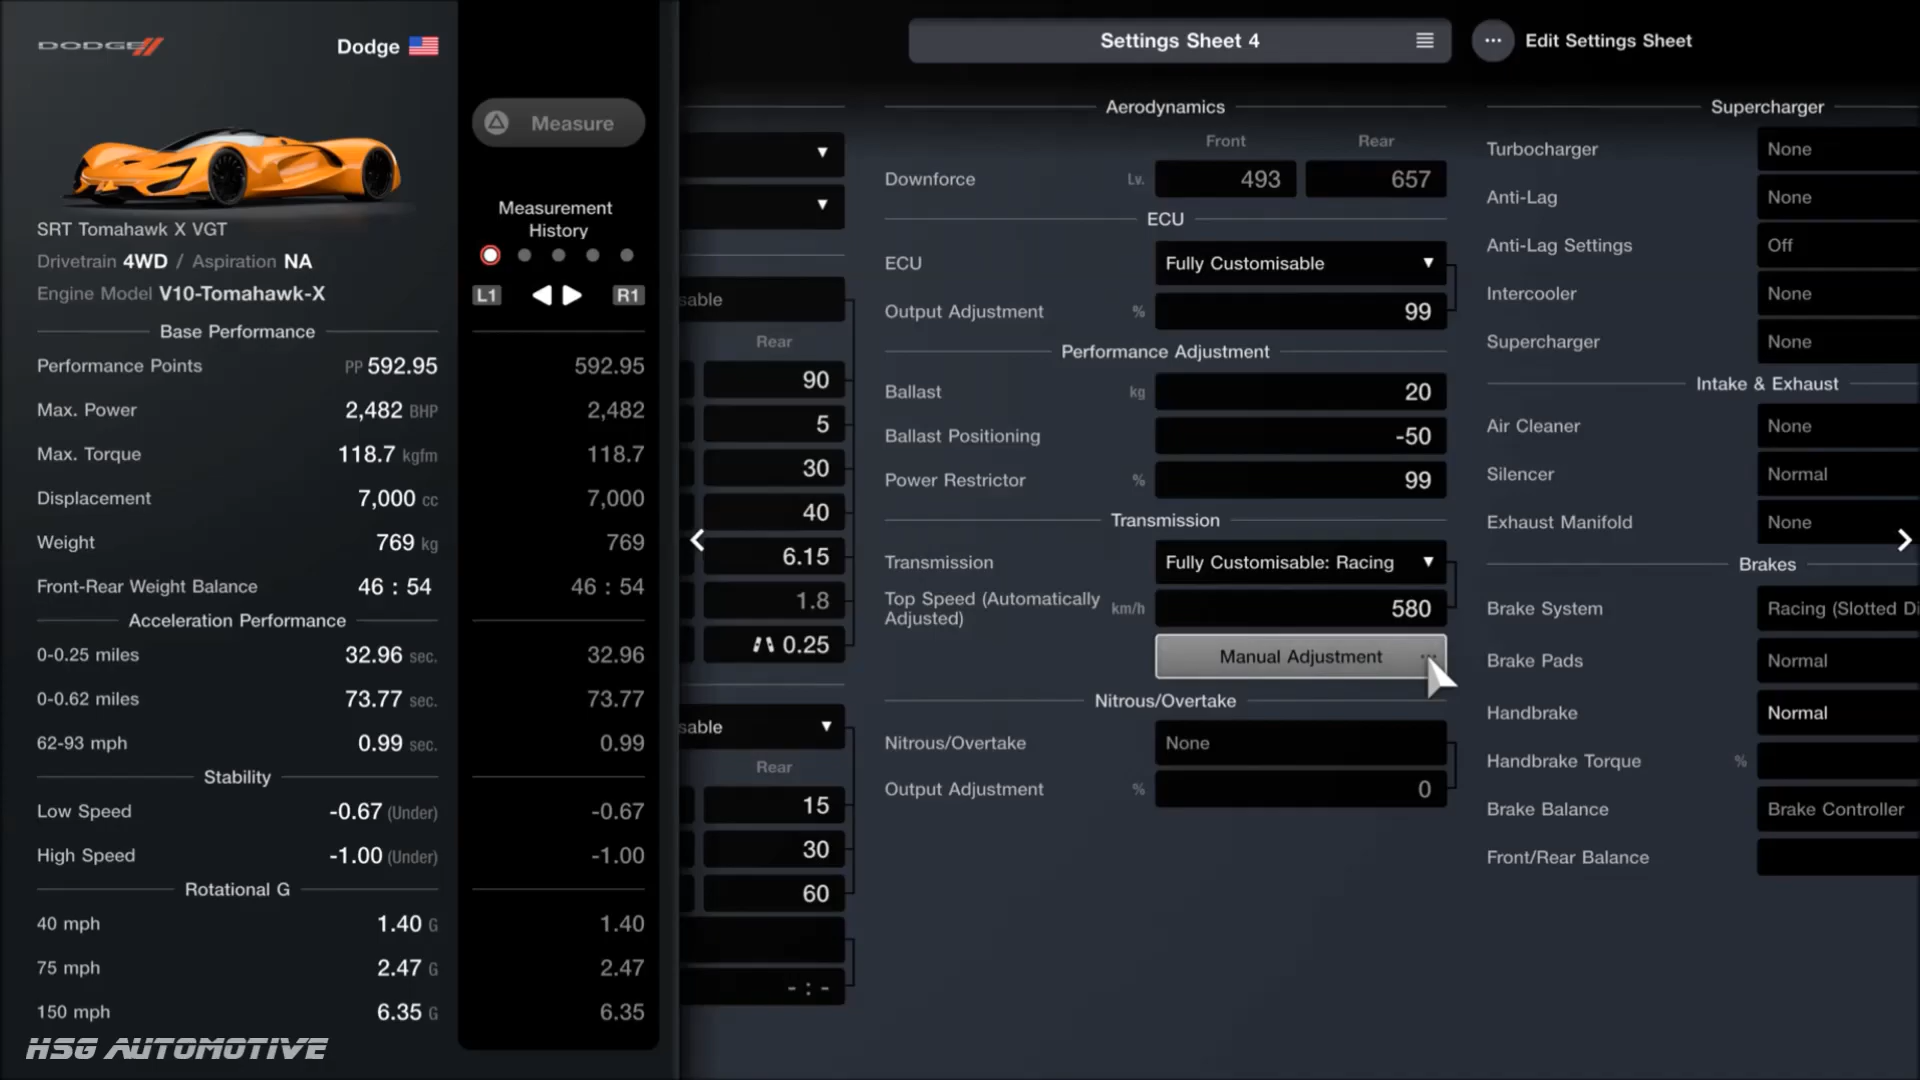 DODGE
Dodge
SRT Tomahawk X VGT
Drivetrain 4WD / Aspiration NA
Engine Model V10-Tomahawk-X
Base Performance
Performance Points PP 592.95
Max. Power 2,482 BHP
Max. Torque 118.7 kgfm
Displacement 7,000 cc
Weight 769 kg
Front-Rear Weight Balance 46 : 54
Acceleration Performance
0-0.25 miles 32.96 sec.
0-0.62 miles 73.77 sec.
62-93 mph 0.99 sec.
Stability
Low Speed -0.67 (Under)
High Speed -1.00 (Under)
Rotational G
40 mph 1.40 G
75 mph 2.47 G
150 mph 6.35 G
HSG AUTOMOTIVE
Measure
Measurement
History
L1 R1
592.95
2,482
118.7
7,000
769
46 : 54
32.96
73.77
0.99
-0.67
-1.00
1.40
2.47
6.35
Settings Sheet 4
Edit Settings Sheet
sable
Rear
90
5
30
40
6.15
1.8
0.25
sable
Rear
15
30
60
- : -
Aerodynamics
Front Rear
Downforce Lv. 493 657
ECU
ECU Fully Customisable
Output Adjustment % 99
Performance Adjustment
Ballast kg 20
Ballast Positioning -50
Power Restrictor % 99
Transmission
Transmission Fully Customisable: Racing
Top Speed (Automatically
Adjusted) km/h 580
Manual Adjustment
Nitrous/Overtake
Nitrous/Overtake None
Output Adjustment % 0
Supercharger
Turbocharger None
Anti-Lag None
Anti-Lag Settings Off
Intercooler None
Supercharger None
Intake & Exhaust
Air Cleaner None
Silencer Normal
Exhaust Manifold None
Brakes
Brake System Racing (Slotted Di
Brake Pads Normal
Handbrake Normal
Handbrake Torque %
Brake Balance Brake Controller
Front/Rear Balance